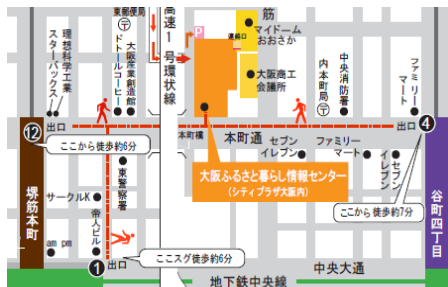 東郵便局
高速1号環状線
筋
マイドーム
おおさか
連絡口
P
理想科学工業
スターバックス
ドトールコーヒー
大阪産業創造館
大阪商工
会議所
内本町局
中央消防署
ファミリーマート
出口
12
ここから徒歩約6分
本町橋
本町通
出口
4
セブン
イレブン
ファミリー
マート
セブン
イレブン
大阪ふるさと暮らし情報センター
(シティプラザ大阪内)
ここから徒歩約7分
堺筋本町
東警察署
サークルK
帝人ビル
am pm
谷町四丁目
1
出口
ここスグ徒歩約6分
中央大通
地下鉄中央線